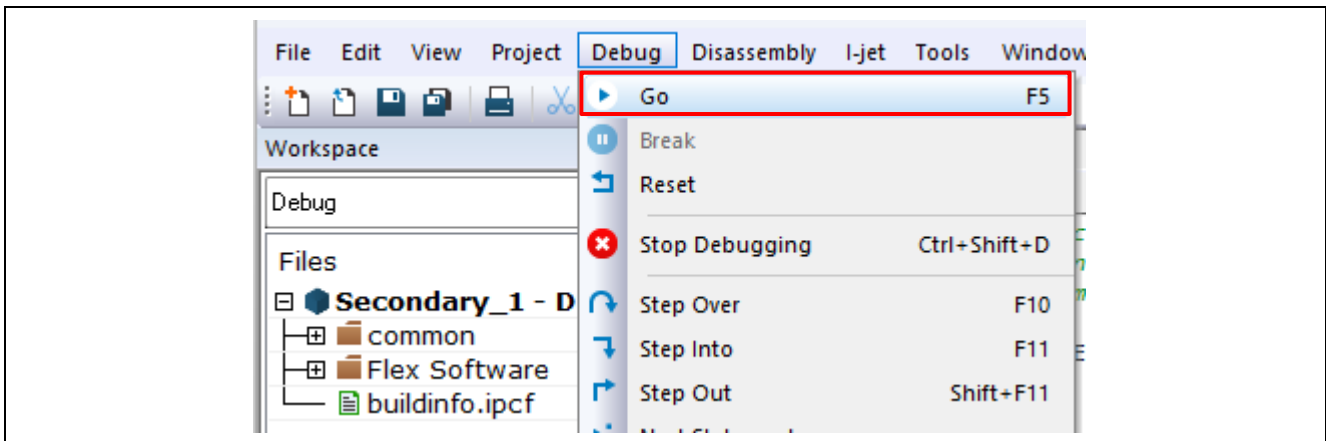 File Edit View Project Debug Disassembly I-jet Tools Window
Go F5
Workspace
Break
Reset
Debug
Stop Debugging Ctrl+Shift+D
Files
Secondary_1 - D
Step Over F10
common
Step Into F11
Flex Software
buildinfo.ipcf
Step Out Shift+F11